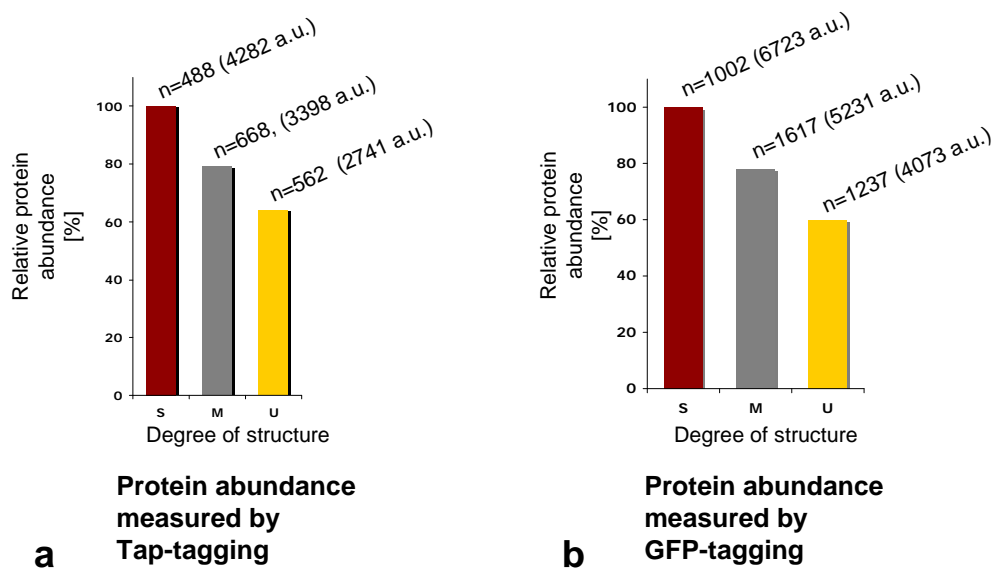 n=488 (4282 a.u.)
n=668, (3398 a.u.)
n=562 (2741 a.u.)
Relative protein
abundance
[%]
100
80
60
40
20
0
S M U
Degree of structure
Protein abundance
measured by
Tap-tagging
a
n=1002 (6723 a.u.)
n=1617 (5231 a.u.)
n=1237 (4073 a.u.)
Relative protein
abundance
[%]
100
80
60
40
20
0
S M U
Degree of structure
Protein abundance
measured by
GFP-tagging
b